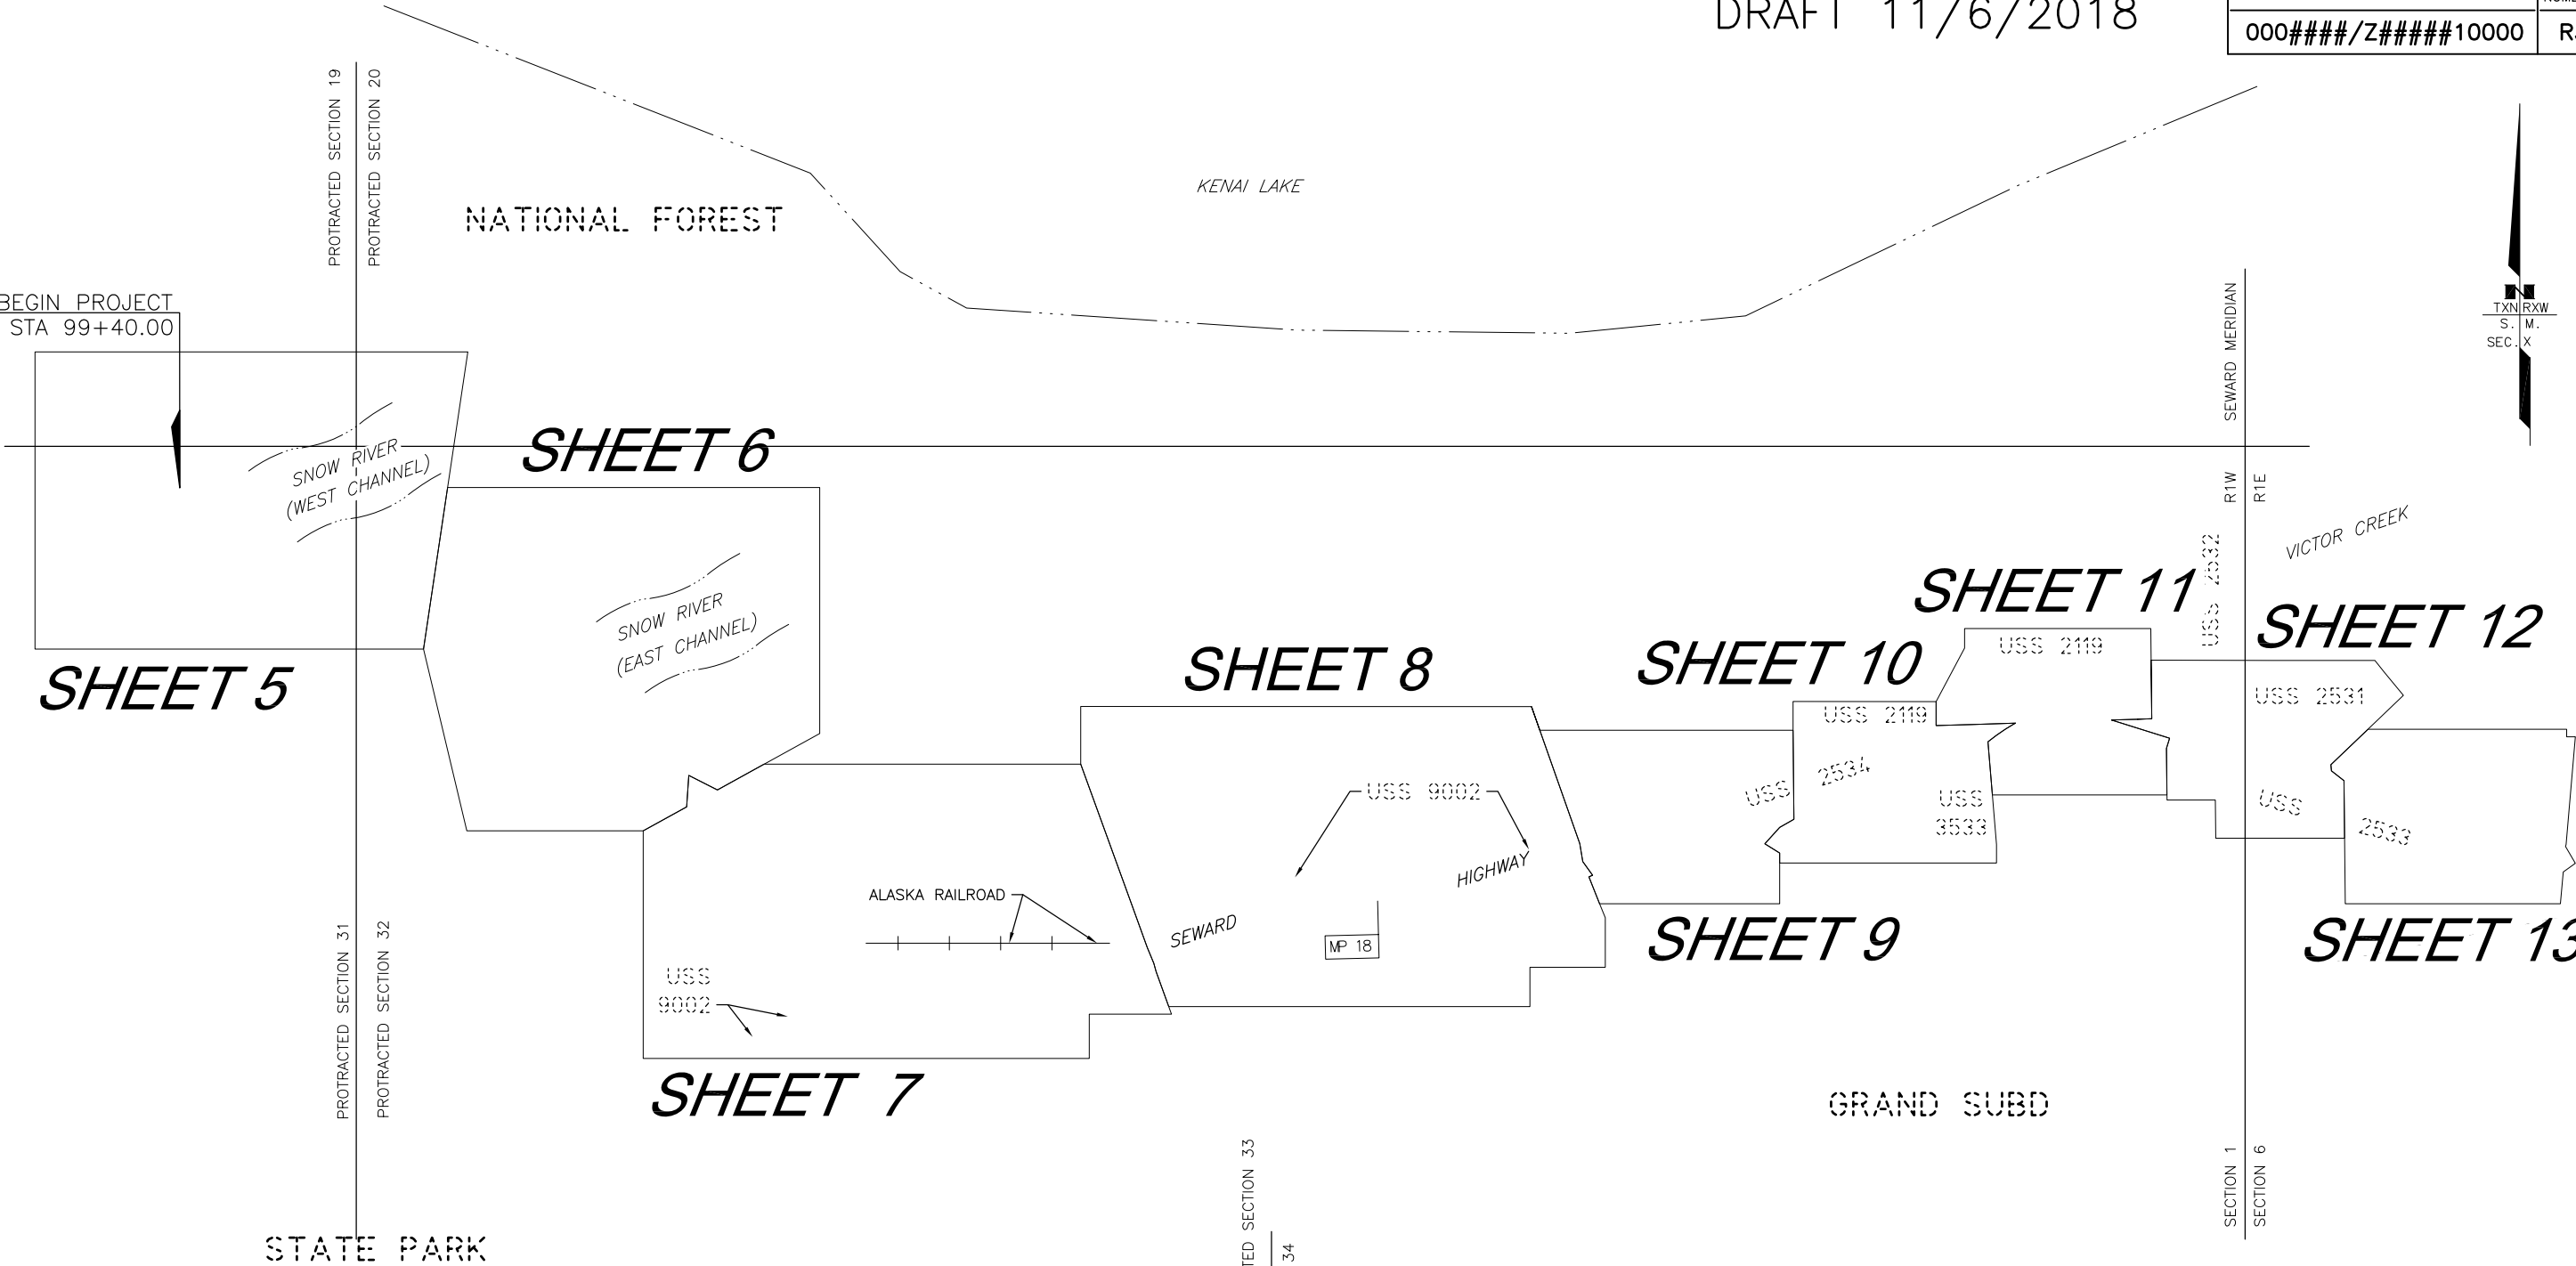 DRAFT 11/6/2018
000####/Z#####10000
PROTRACTED SECTION 19
PROTRACTED SECTION 20
NATIONAL FOREST
KENAI LAKE
BEGIN PROJECT
STA 99+40.00
SEWARD MERIDIAN
N
TXN RXW
S. M.
SEC. X
SNOW RIVER
(WEST CHANNEL)
SHEET 6
R1W
R1E
VICTOR CREEK
USS 2532
SHEET 5
SNOW RIVER
(EAST CHANNEL)
SHEET 8
SHEET 10
SHEET 11
SHEET 12
USS 2119
USS 2119
USS 2531
USS 2534
USS
3533
USS 2533
USS 9002
SEWARD HIGHWAY
MP 18
ALASKA RAILROAD
USS
9002
SHEET 9
SHEET 13
SHEET 7
PROTRACTED SECTION 31
PROTRACTED SECTION 32
GRAND SUBD
TED SECTION 33
34
SECTION 1
SECTION 6
STATE PARK